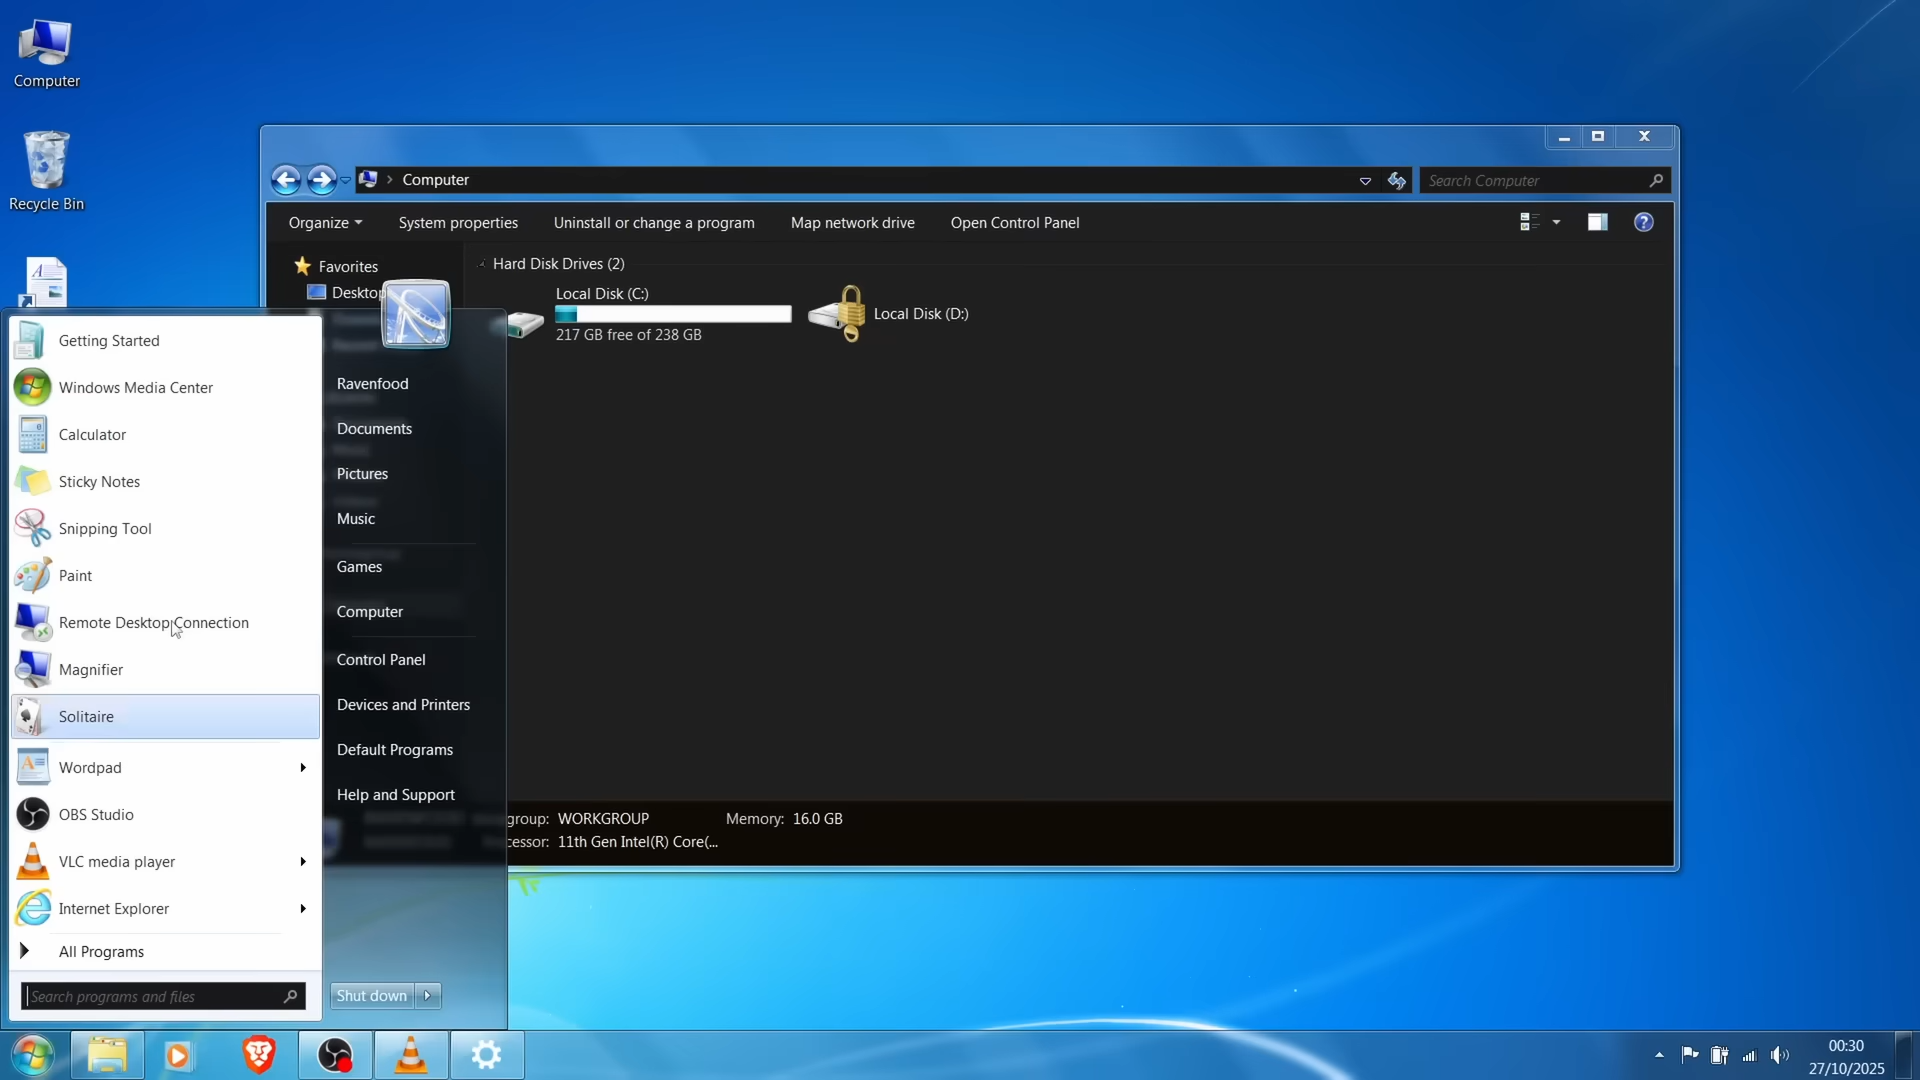 Computer
Recycle Bin
Computer
Search Computer
Organize
System properties
Uninstall or change a program
Map network drive
Open Control Panel
Favorites
Desktop
Hard Disk Drives (2)
Local Disk (C:)
217 GB free of 238 GB
Local Disk (D:)
Getting Started
Windows Media Center
Calculator
Sticky Notes
Snipping Tool
Paint
Remote Desktop Connection
Magnifier
Solitaire
Wordpad
OBS Studio
VLC media player
Internet Explorer
All Programs
Search programs and files
Ravenfood
Documents
Pictures
Music
Games
Computer
Control Panel
Devices and Printers
Default Programs
Help and Support
Shut down
WORKGROUP
Memory: 16.0 GB
11th Gen Intel(R) Core(...
00:30
27/10/2025